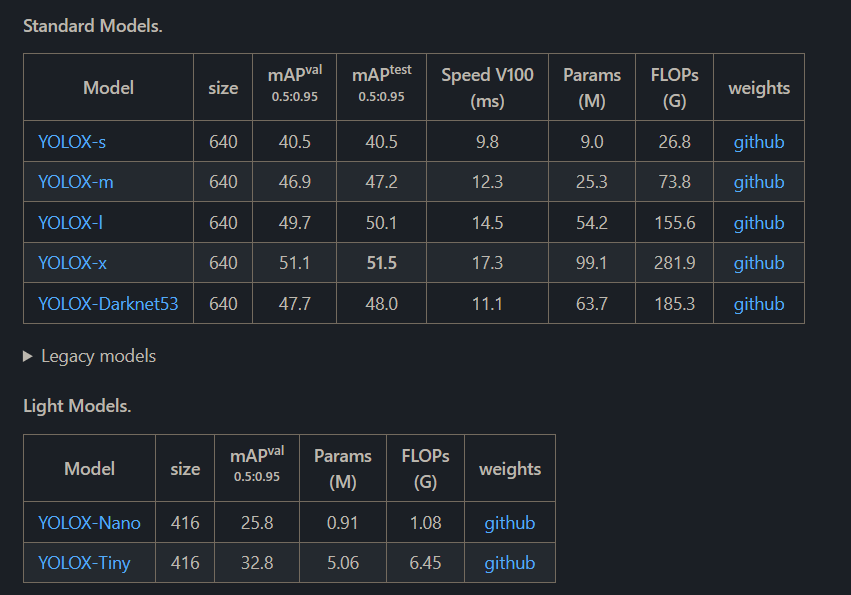 Standard Models.
Model size mAPval 0.5:0.95 mAPtest 0.5:0.95 Speed V100 (ms) Params (M) FLOPs (G) weights
YOLOX-s 640 40.5 40.5 9.8 9.0 26.8 github
YOLOX-m 640 46.9 47.2 12.3 25.3 73.8 github
YOLOX-l 640 49.7 50.1 14.5 54.2 155.6 github
YOLOX-x 640 51.1 51.5 17.3 99.1 281.9 github
YOLOX-Darknet53 640 47.7 48.0 11.1 63.7 185.3 github
Legacy models
Light Models.
Model size mAPval 0.5:0.95 Params (M) FLOPs (G) weights
YOLOX-Nano 416 25.8 0.91 1.08 github
YOLOX-Tiny 416 32.8 5.06 6.45 github